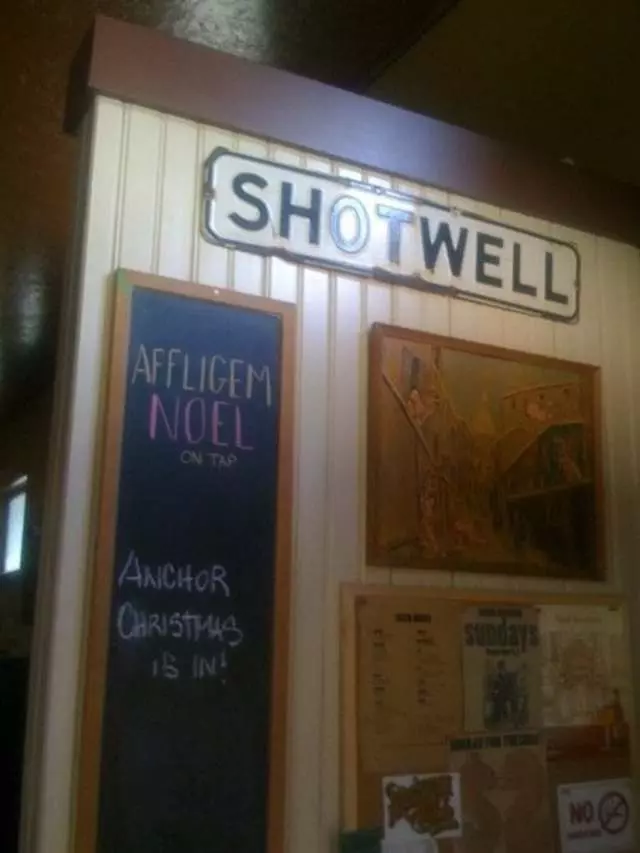 SHOTWELL
AFFLIGEM
NOEL
ON TAP
ANCHOR
CHRISTMAS
IS IN!
sundays
NO